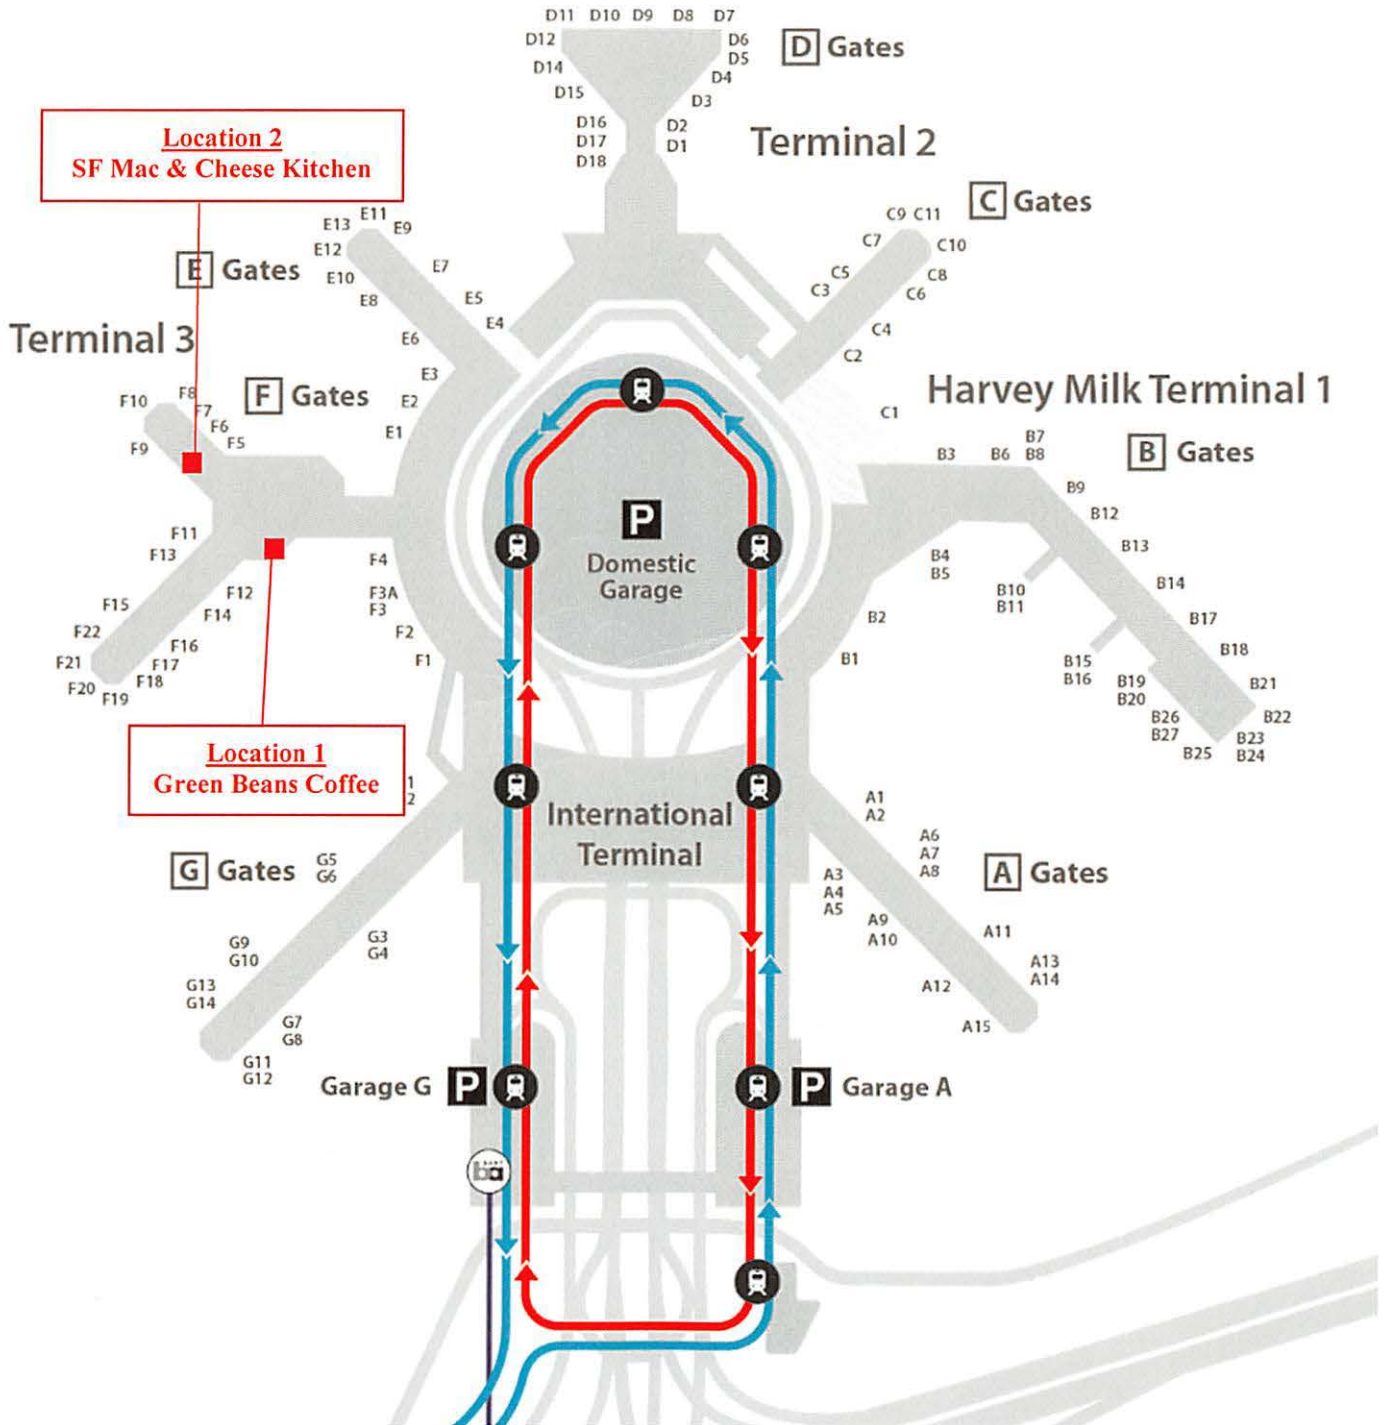 D11 D10 D9 D8 D7
D12
D6
D5
D Gates
D14
D4
D15
D3
D16
D17
D18
D2
D1
Terminal 2
Location 2
SF Mac & Cheese Kitchen
C Gates
E13
E11
E9
E12
E10
E7
E8
E5
E4
E6
E3
E2
E1
E Gates
C9 C11
C7
C10
C5
C8
C3
C6
C4
C2
C1
Terminal 3
F Gates
F10
F8
F7
F6
F5
F9
Harvey Milk Terminal 1
B Gates
B3
B6
B7
B8
B9
B12
B13
B4
B5
B14
B10
B11
B17
B2
B18
B1
B15
B16
B19
B20
B21
B26
B27
B22
B25
B23
B24
P
Domestic
Garage
F11
F13
F4
F12
F3A
F3
F15
F14
F22
F2
F16
F21
F17
F1
F20
F18
F19
Location 1
Green Beans Coffee
1
2
International
Terminal
G Gates
G5
G6
G3
G4
G9
G10
G13
G14
G7
G8
G11
G12
A1
A2
A6
A7
A8
A3
A4
A5
A Gates
A9
A10
A11
A13
A14
A12
A15
Garage G P
P Garage A
ba